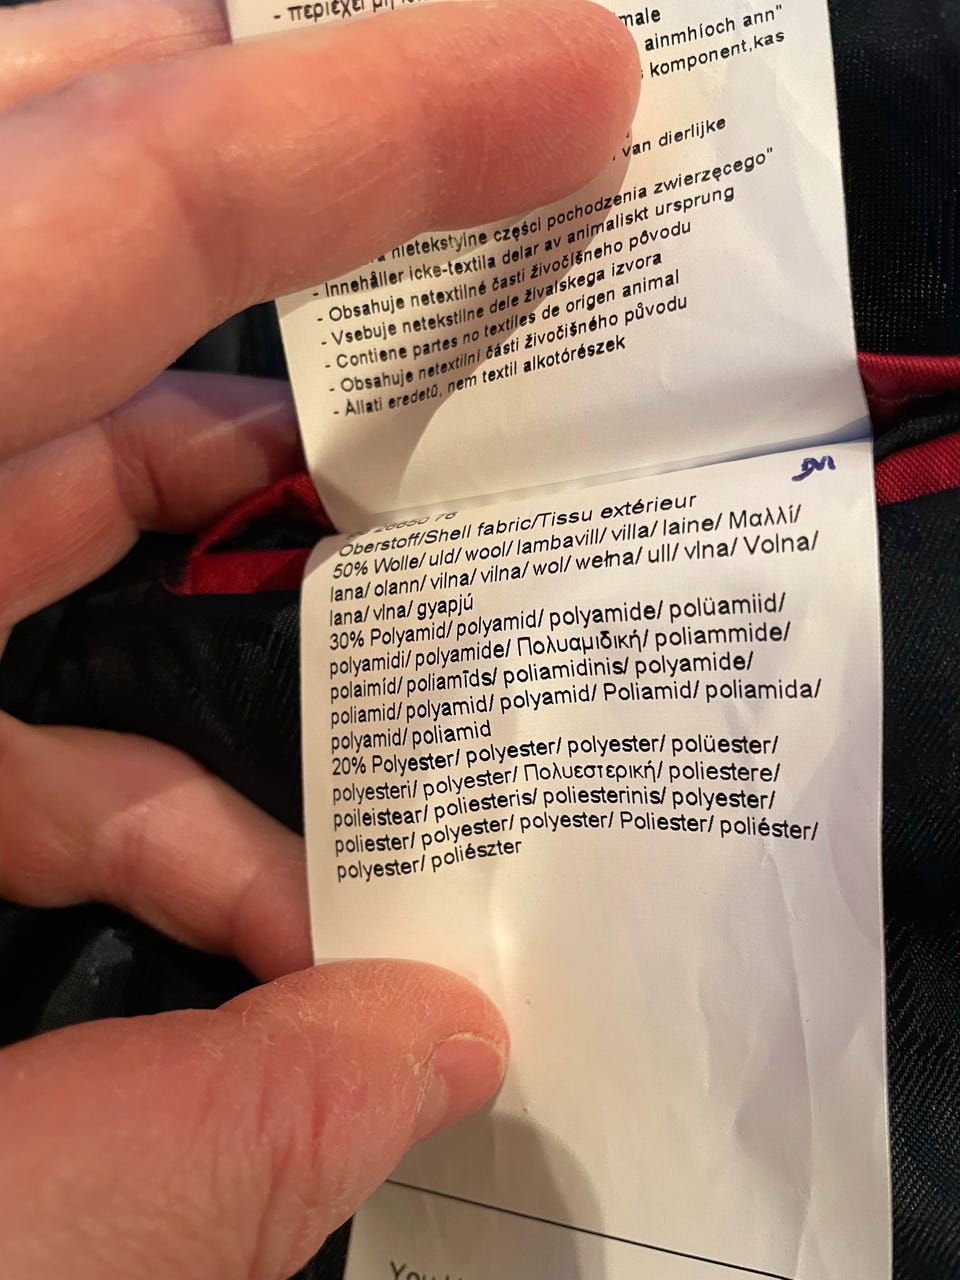 - περιέχει μη
ainmhíoch ann"
komponent,kas
van dierlijke
nietekstylne części pochodzenia zwierzęcego"
- Innehåller icke-textila delar av animaliskt ursprung
- Obsahuje netextilné časti živočíšneho pôvodu
- Vsebuje netekstilne dele živalskega izvora
- Contiene partes no textiles de origen animal
- Obsahuje netextilní části živočišného původu
- Állati eredetű, nem textil alkotórészek
Oberstoff/Shell fabric/Tissu extérieur
50% Wolle/ uld/ wool/ lambavill/ villa/ laine/ Μαλλί/
lana/ olann/ vilna/ vilna/ wol/ wełna/ ull/ vlna/ Volna/
lana/ vlna/ gyapjú
30% Polyamid/ polyamid/ polyamide/ polüamiid/
polyamidi/ polyamide/ Πολυαμιδική/ poliammide/
polaimíd/ poliamīds/ poliamidinis/ polyamide/
poliamid/ polyamid/ polyamid/ Poliamid/ poliamida/
polyamid/ poliamid
20% Polyester/ polyester/ polyester/ polüester/
polyesteri/ polyester/ Πολυεστερική/ poliestere/
poileistear/ poliesteris/ poliesterinis/ polyester/
poliester/ polyester/ polyester/ Poliester/ poliéster/
polyester/ poliészter